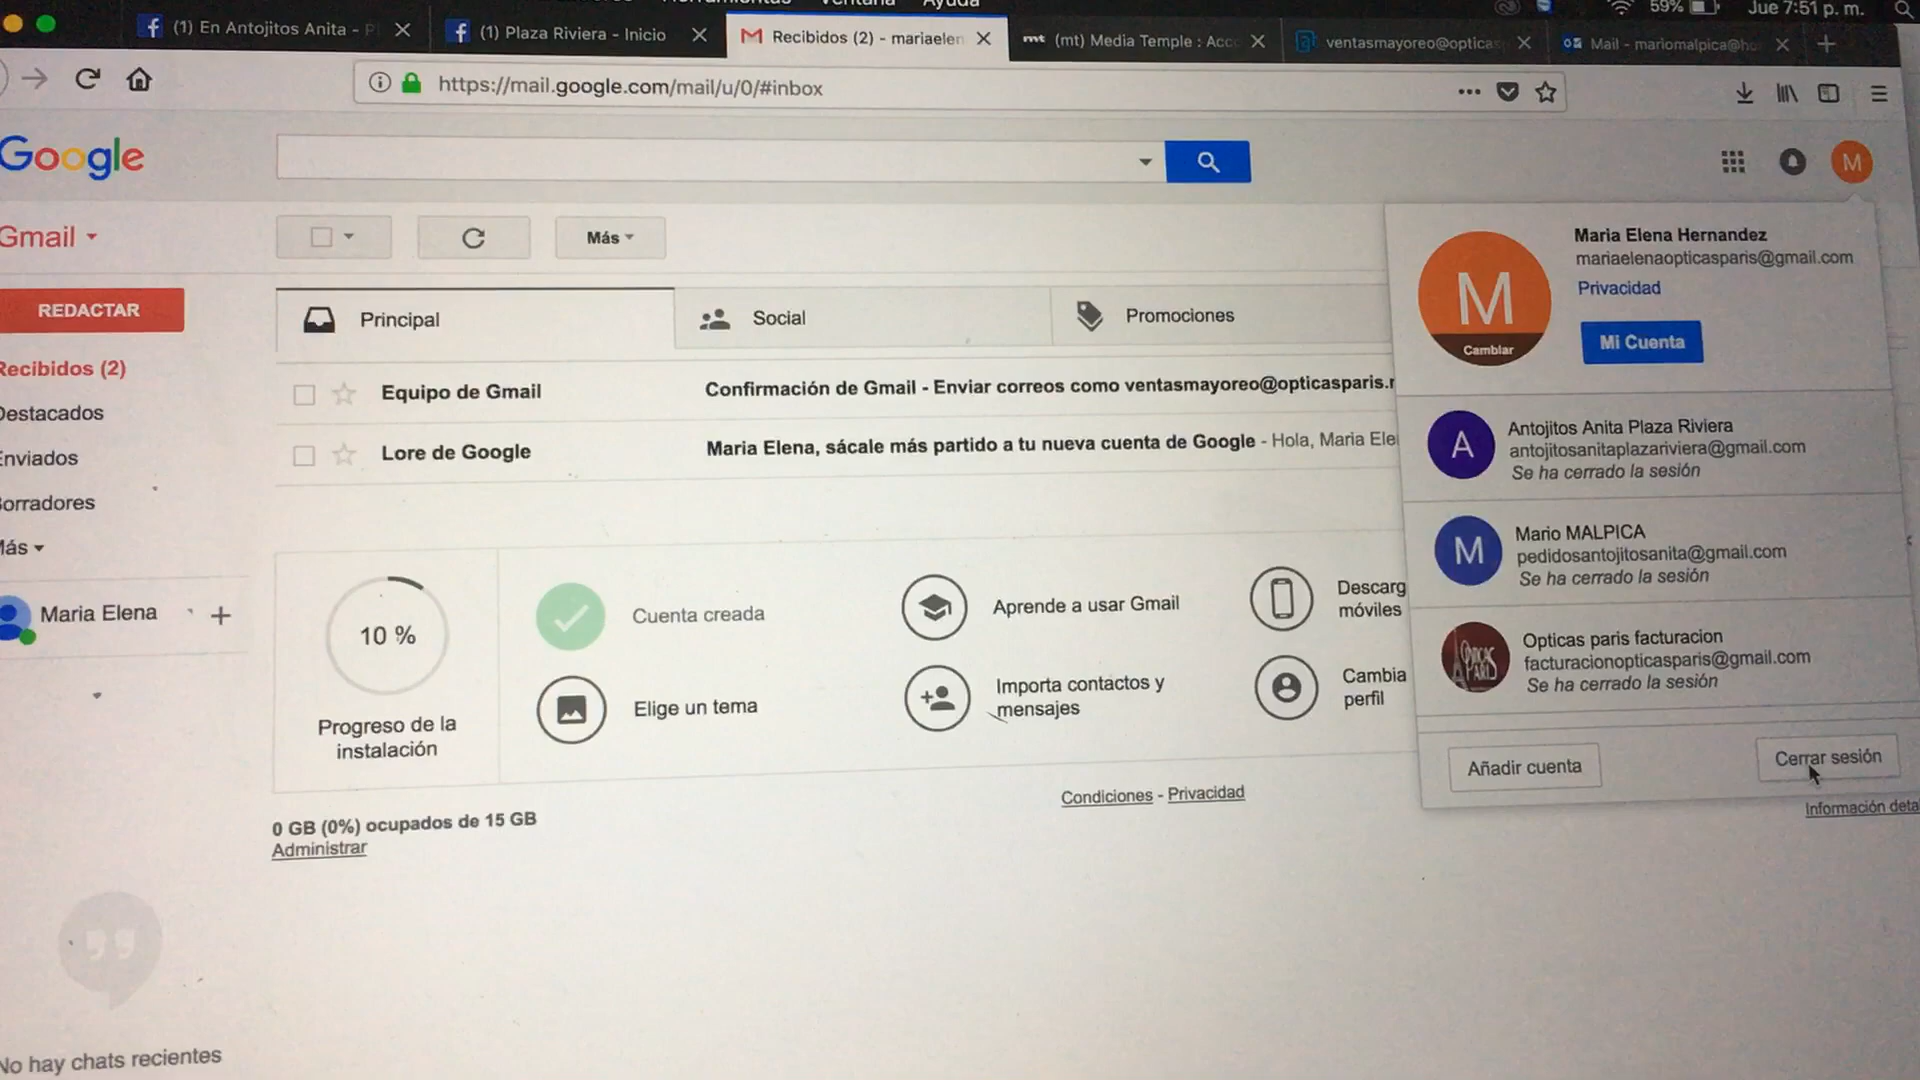 Ventana Ayuda
59% Jue 7:51 p. m.
(1) En Antojitos Anita - P
(1) Plaza Riviera - Inicio
Recibidos (2) - mariaelen
(mt) Media Temple : Acc
ventasmayoreo@opticas
Mail - mariomalpica@ho
https://mail.google.com/mail/u/0/#inbox
Google
M
Gmail
Más
REDACTAR
Recibidos (2)
Destacados
Enviados
Borradores
Más
Maria Elena
Principal
Social
Promociones
Equipo de Gmail
Confirmación de Gmail - Enviar correos como ventasmayoreo@opticasparis.r
Lore de Google
Maria Elena, sácale más partido a tu nueva cuenta de Google - Hola, Maria Ele
10 %
Progreso de la
instalación
Cuenta creada
Aprende a usar Gmail
Descarg
móviles
Elige un tema
Importa contactos y
mensajes
Cambia
perfil
0 GB (0%) ocupados de 15 GB
Administrar
Condiciones - Privacidad
Información deta
M
Cambiar
Maria Elena Hernandez
mariaelenaopticasparis@gmail.com
Privacidad
Mi Cuenta
A
Antojitos Anita Plaza Riviera
antojitosanitaplazariviera@gmail.com
Se ha cerrado la sesión
M
Mario MALPICA
pedidosantojitosanita@gmail.com
Se ha cerrado la sesión
OPTICAS
PARIS
Opticas paris facturacion
facturacionopticasparis@gmail.com
Se ha cerrado la sesión
Añadir cuenta
Cerrar sesión
No hay chats recientes